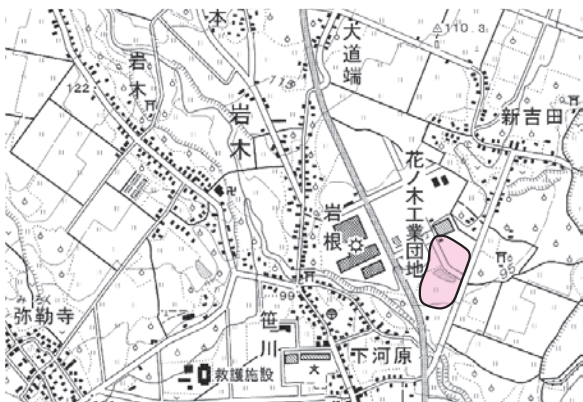 本
大道端
110.3
岩木
122
115
岩木
新吉田
花ノ木工業団地
岩根
95
99
みろく
弥勒寺
笹川
下河原
救護施設